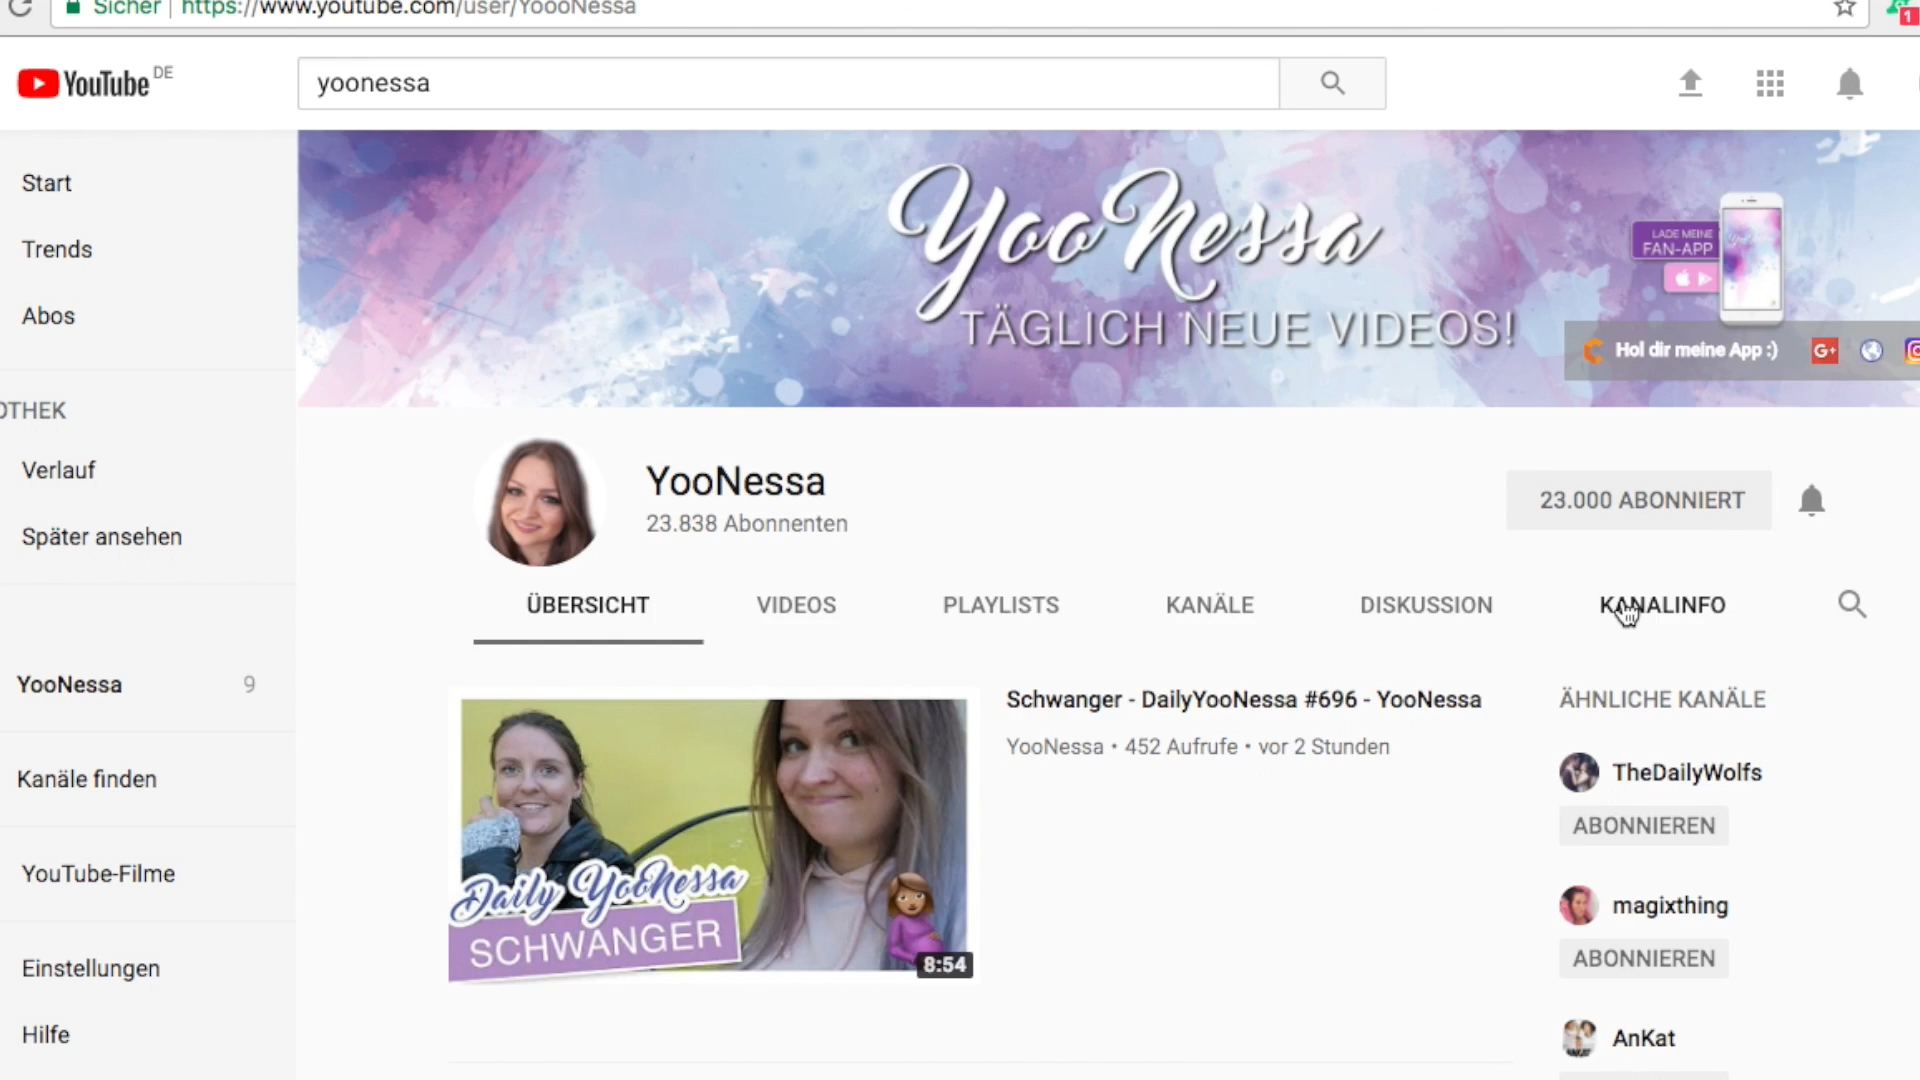 Sicher | https://www.youtube.com/user/YoooNessa
1
YouTube DE
yoonessa
Start
Trends
Abos
OTHEK
Verlauf
Später ansehen
YooNessa 9
Kanäle finden
YouTube-Filme
Einstellungen
Hilfe
YooNessa
TÄGLICH NEUE VIDEOS!
LADE MEINE
FAN-APP
Hol dir meine App :) G+
YooNessa
23.838 Abonnenten
23.000 ABONNIERT
ÜBERSICHT VIDEOS PLAYLISTS KANÄLE DISKUSSION KANALINFO
Daily YooNessa
SCHWANGER
8:54
Schwanger - DailyYooNessa #696 - YooNessa
YooNessa • 452 Aufrufe • vor 2 Stunden
ÄHNLICHE KANÄLE
TheDailyWolfs
ABONNIEREN
magixthing
ABONNIEREN
AnKat